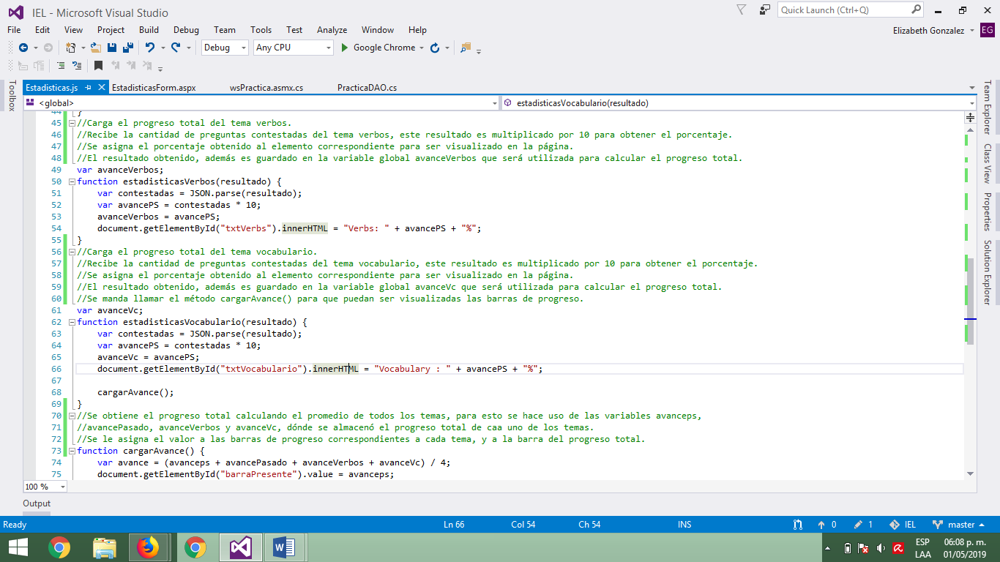 IEL - Microsoft Visual Studio
Quick Launch (Ctrl+Q)
File Edit View Project Build Debug Team Tools Test Analyze Window Help
Elizabeth Gonzalez EG
Debug Any CPU Google Chrome
Toolbox
Estadisticas.js EstadisticasForm.aspx wsPractica.asmx.cs PracticaDAO.cs
<global> estadisticasVocabulario(resultado)
44 }
45 //Carga el progreso total del tema verbos.
46 //Recibe la cantidad de preguntas contestadas del tema verbos, este resultado es multiplicado por 10 para obtener el porcentaje.
47 //Se asigna el porcentaje obtenido al elemento correspondiente para ser visualizado en la página.
48 //El resultado obtenido, además es guardado en la variable global avanceVerbos que será utilizada para calcular el progreso total.
49 var avanceVerbos;
50 function estadisticasVerbos(resultado) {
51 var contestadas = JSON.parse(resultado);
52 var avancePS = contestadas * 10;
53 avanceVerbos = avancePS;
54 document.getElementById("txtVerbs").innerHTML = "Verbs: " + avancePS + "%";
55 }
56 //Carga el progreso total del tema vocabulario.
57 //Recibe la cantidad de preguntas contestadas del tema vocabulario, este resultado es multiplicado por 10 para obtener el porcentaje.
58 //Se asigna el porcentaje obtenido al elemento correspondiente para ser visualizado en la página.
59 //El resultado obtenido, además es guardado en la variable global avanceVc que será utilizada para calcular el progreso total.
60 //Se manda llamar el método cargarAvance() para que puedan ser visualizadas las barras de progreso.
61 var avanceVc;
62 function estadisticasVocabulario(resultado) {
63 var contestadas = JSON.parse(resultado);
64 var avancePS = contestadas * 10;
65 avanceVc = avancePS;
66 document.getElementById("txtVocabulario").innerHTML = "Vocabulary : " + avancePS + "%";
67
68 cargarAvance();
69 }
70 //Se obtiene el progreso total calculando el promedio de todos los temas, para esto se hace uso de las variables avanceps,
71 //avancePasado, avanceVerbos y avanceVc, dónde se almacenó el progreso total de caa uno de los temas.
72 //Se le asigna el valor a las barras de progreso correspondientes a cada tema, y a la barra del progreso total.
73 function cargarAvance() {
74 var avance = (avanceps + avancePasado + avanceVerbos + avanceVc) / 4;
75 document.getElementById("barraPresente").value = avanceps;
Team Explorer
Class View
Properties
Solution Explorer
100 %
Output
Ready Ln 66 Col 54 Ch 54 INS 0 1 IEL master
ESP 06:08 p. m.
LAA 01/05/2019